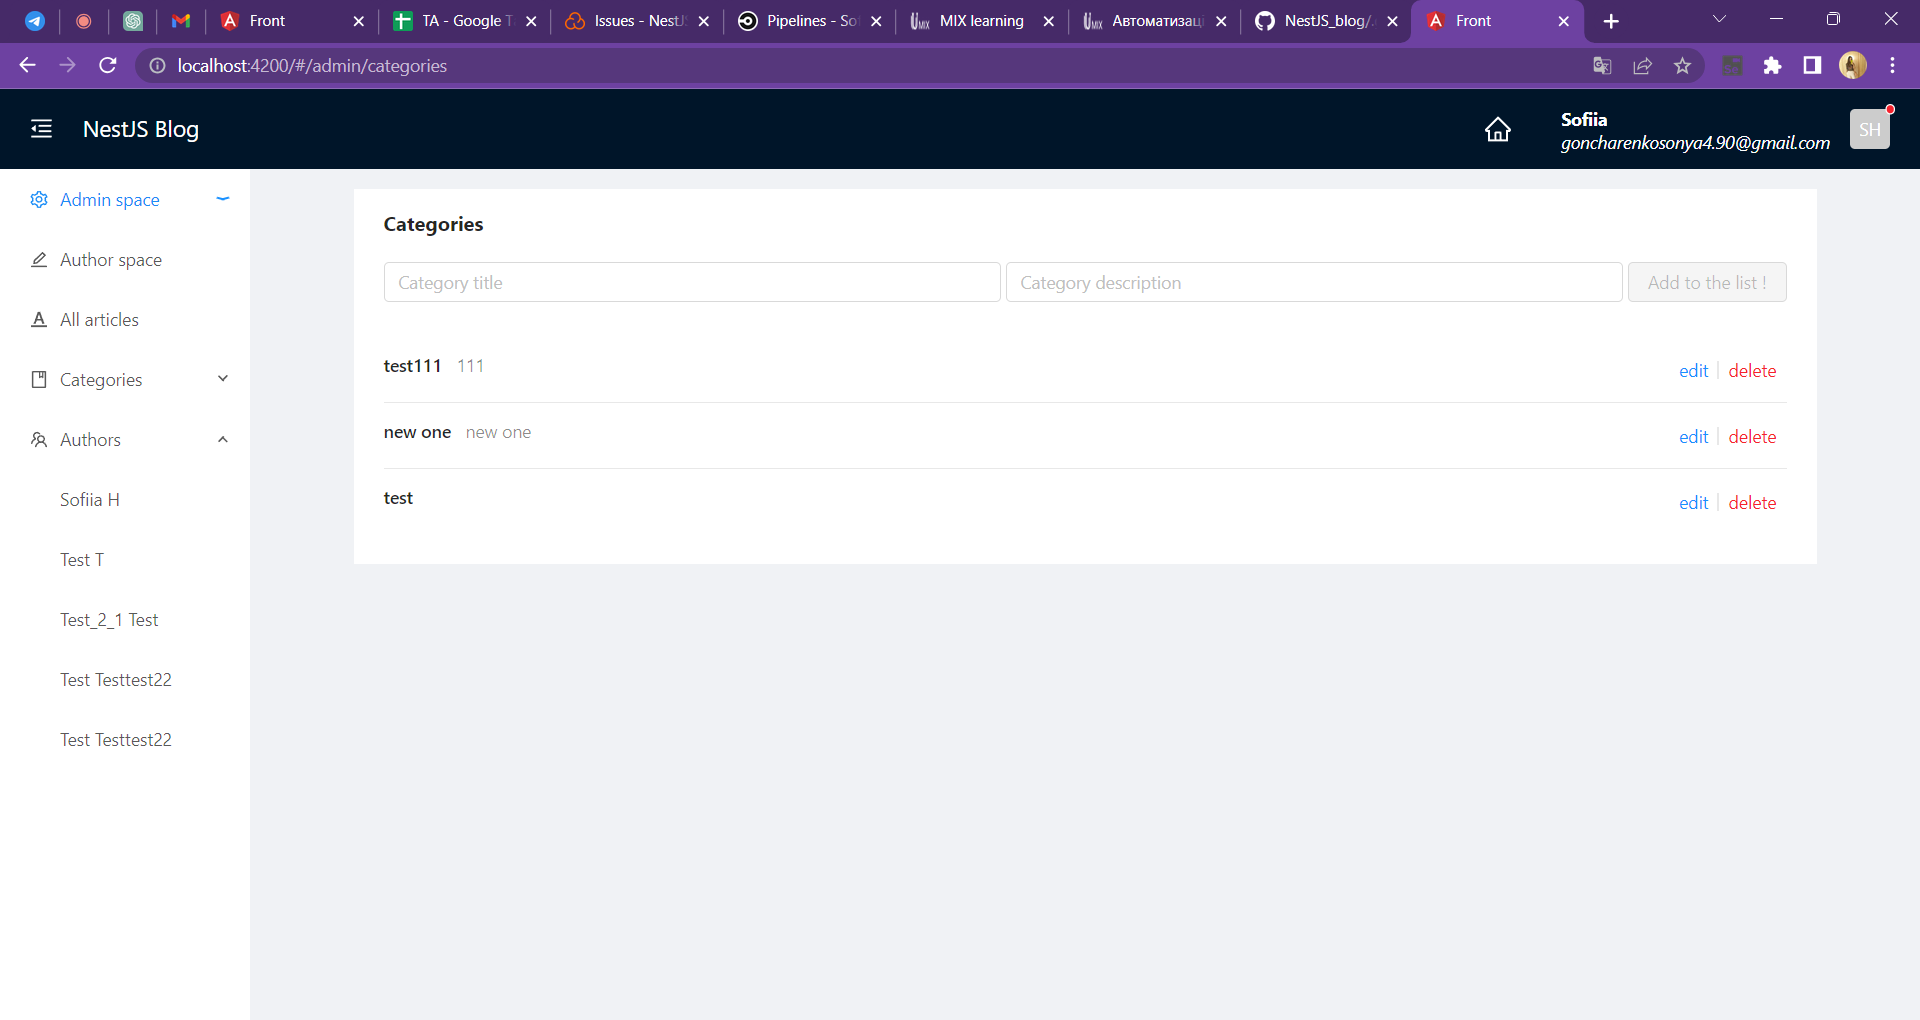 Front
TA - Google T
Issues - NestJS
Pipelines - So
MIX learning
Автоматизац
NestJS_blog/.
Front
localhost:4200/#/admin/categories
NestJS Blog
Sofiia
goncharenkosonya4.90@gmail.com
SH
Admin space
Author space
All articles
Categories
Authors
Sofiia H
Test T
Test_2_1 Test
Test Testtest22
Test Testtest22
Categories
Category title
Category description
Add to the list !
test111 111
edit delete
new one new one
edit delete
test
edit delete